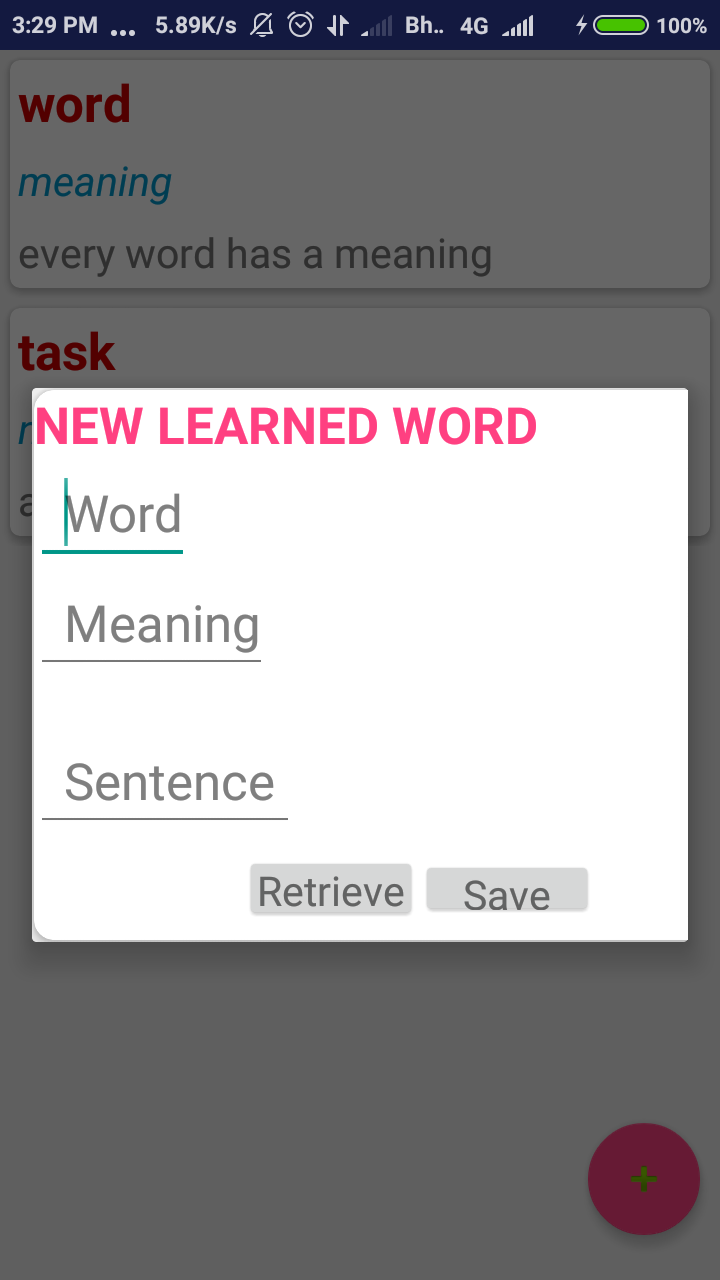 3:29 PM ... 5.89K/s Bh.. 4G 100%
word
meaning
every word has a meaning
task
NEW LEARNED WORD
Word
Meaning
Sentence
Retrieve Save
+